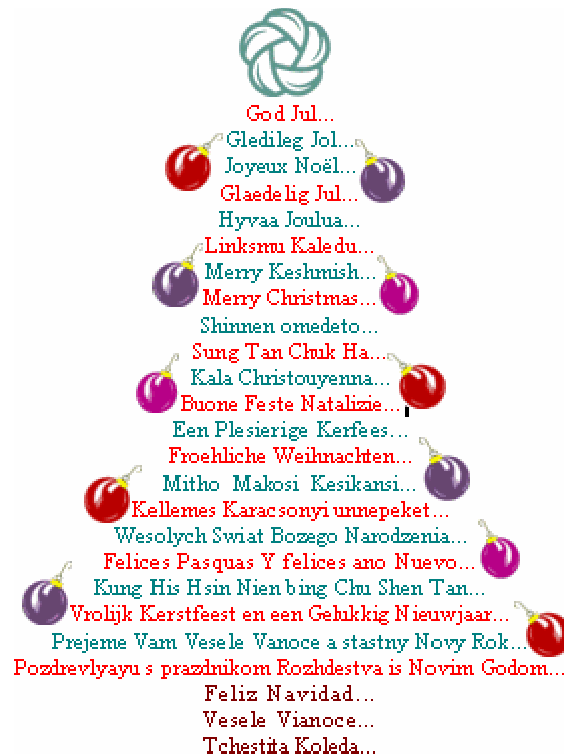 God Jul...
Gledileg Jol...
Joyeux Noël...
Glaedelig Jul...
Hyvaa Joulua...
Linksmu Kaledu...
Merry Keshmish...
Merry Christmas...
Shinnen omedeto...
Sung Tan Chuk Ha...
Kala Christouyenna...
Buone Feste Natalizie...
Een Plesierige Kerfees...
Froehliche Weihnachten...
Mitho Makosi Kesikansi...
Kellemes Karacsonyi unnepeket...
Wesolych Swiat Bozego Narodzenia...
Felices Pasquas Y felices ano Nuevo...
Kung His Hsin Nien bing Chu Shen Tan...
Vrolijk Kerstfeest en een Gelukkig Nieuwjaar...
Prejeme Vam Vesele Vanoce a stastny Novy Rok...
Pozdrevlyayu s prazdnikom Rozhdestva is Novim Godom...
Feliz Navidad...
Vesele Vianoce...
Tchestita Koleda...